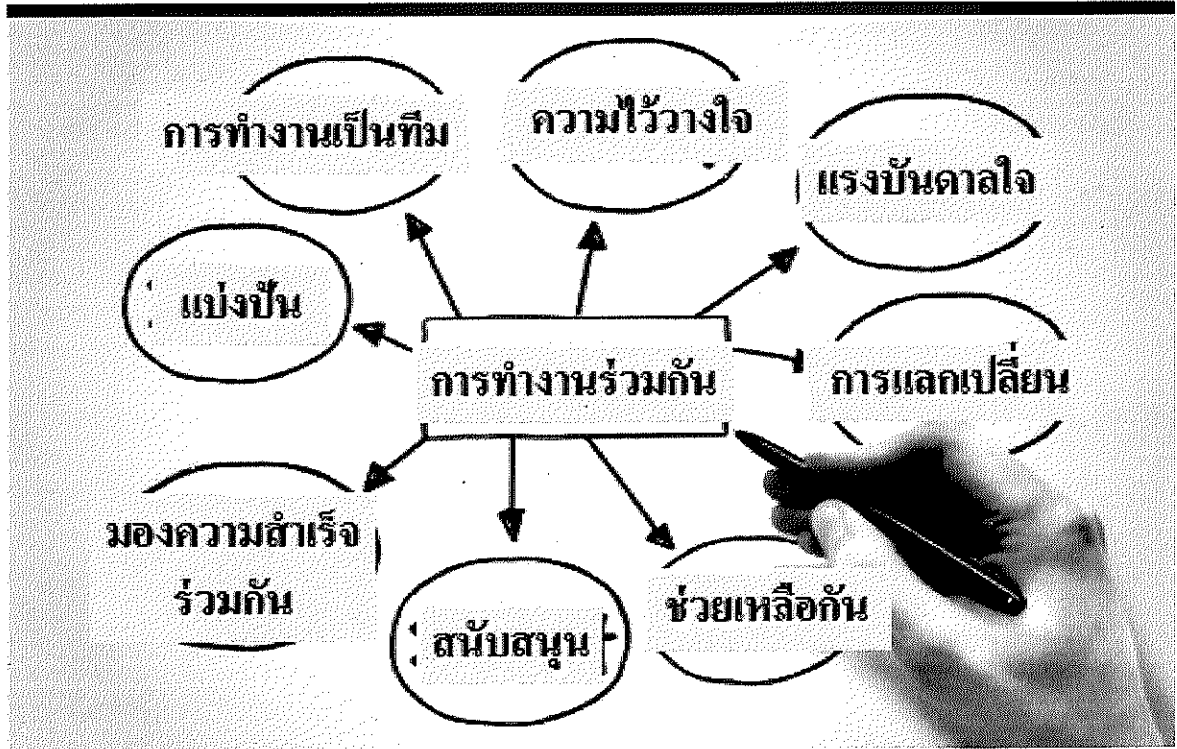 การทำงานเป็นทีม
ความไว้วางใจ
แรงบันดาลใจ
แบ่งปัน
การทำงานร่วมกัน
การแลกเปลี่ยน
มองความสำเร็จ
ร่วมกัน
สนับสนุน
ช่วยเหลือกัน